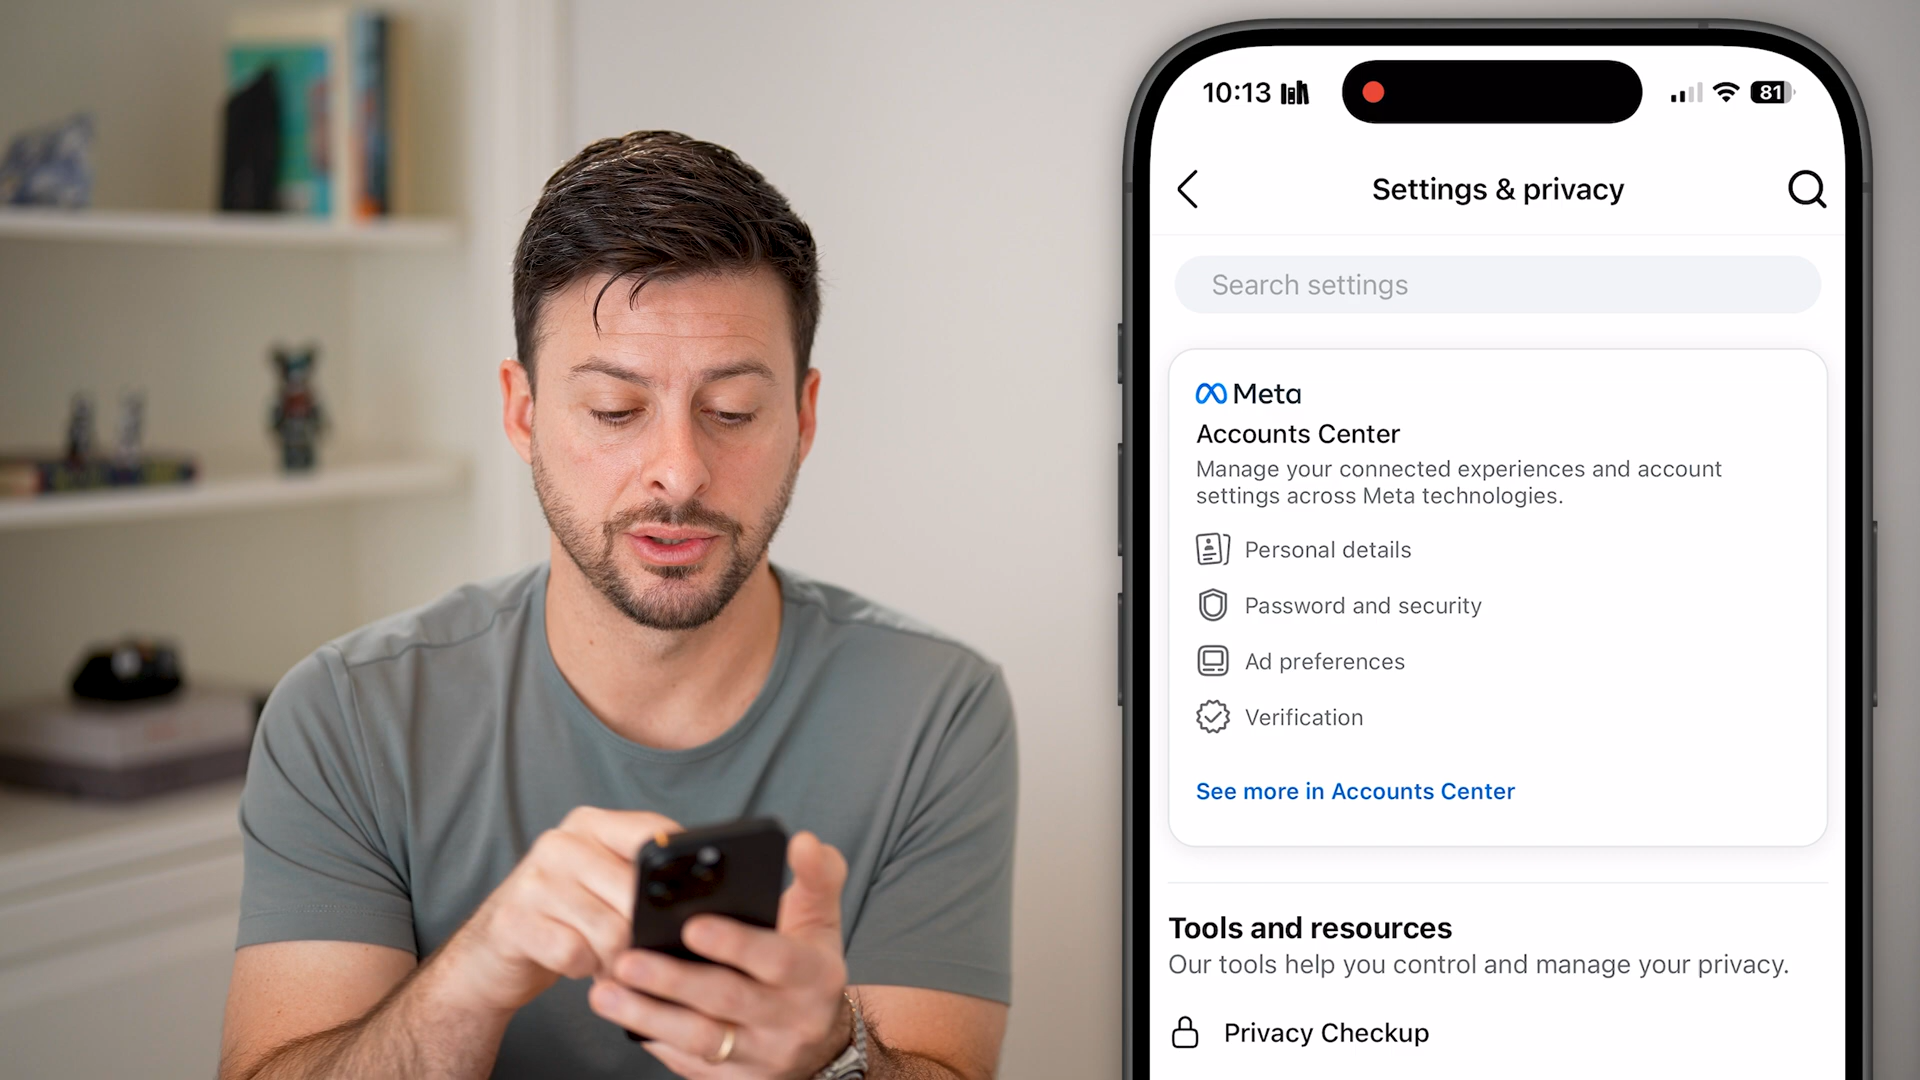 10:13
81
Settings & privacy
Search settings
Meta
Accounts Center
Manage your connected experiences and account
settings across Meta technologies.
Personal details
Password and security
Ad preferences
Verification
See more in Accounts Center
Tools and resources
Our tools help you control and manage your privacy.
Privacy Checkup